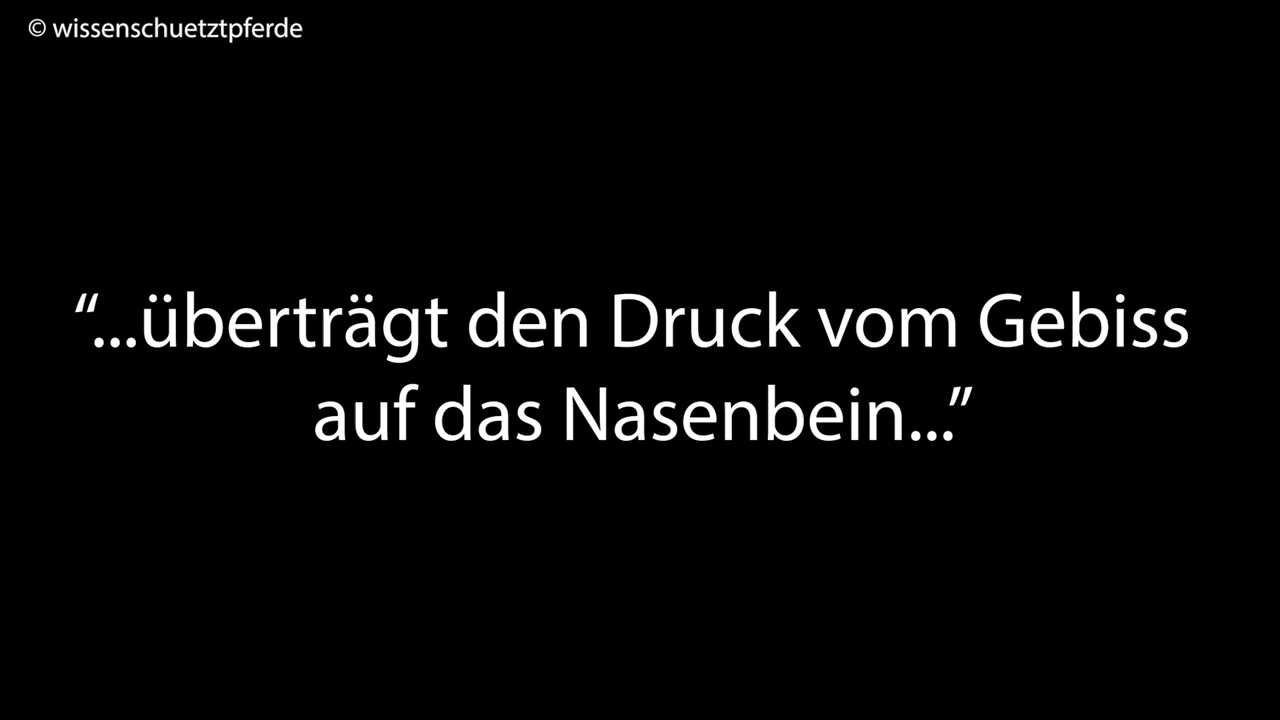 © wissenschuetztpferde
“...überträgt den Druck vom Gebiss
auf das Nasenbein...”